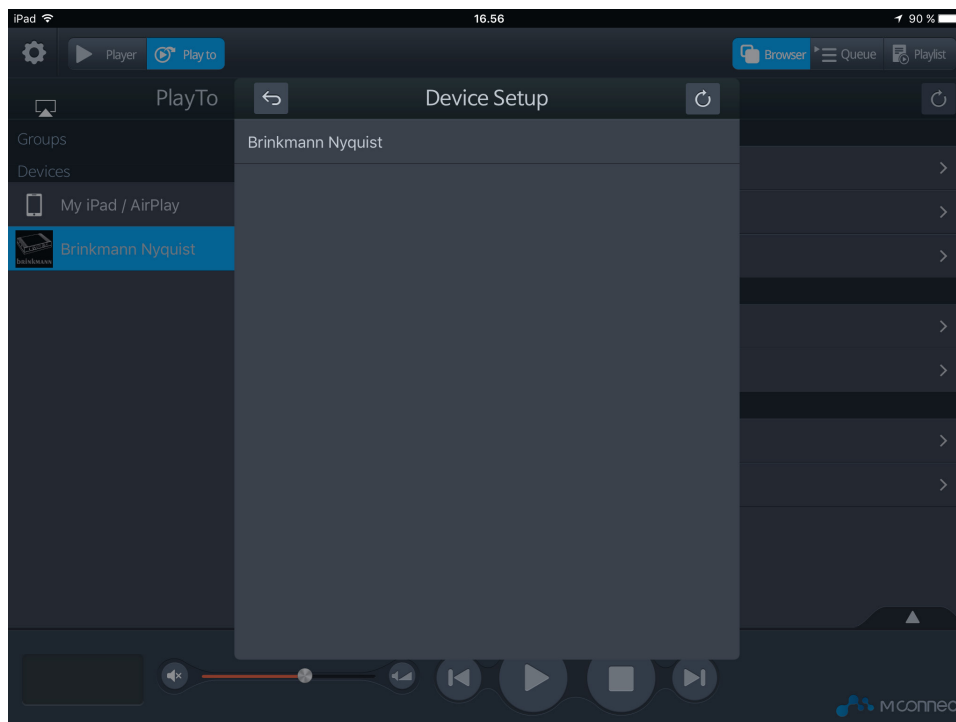 iPad 16.56 90 %
Player Play to Browser Queue Playlist
PlayTo
Device Setup
Groups
Brinkmann Nyquist
Devices
My iPad / AirPlay
brinkmann
Brinkmann Nyquist
mconnec